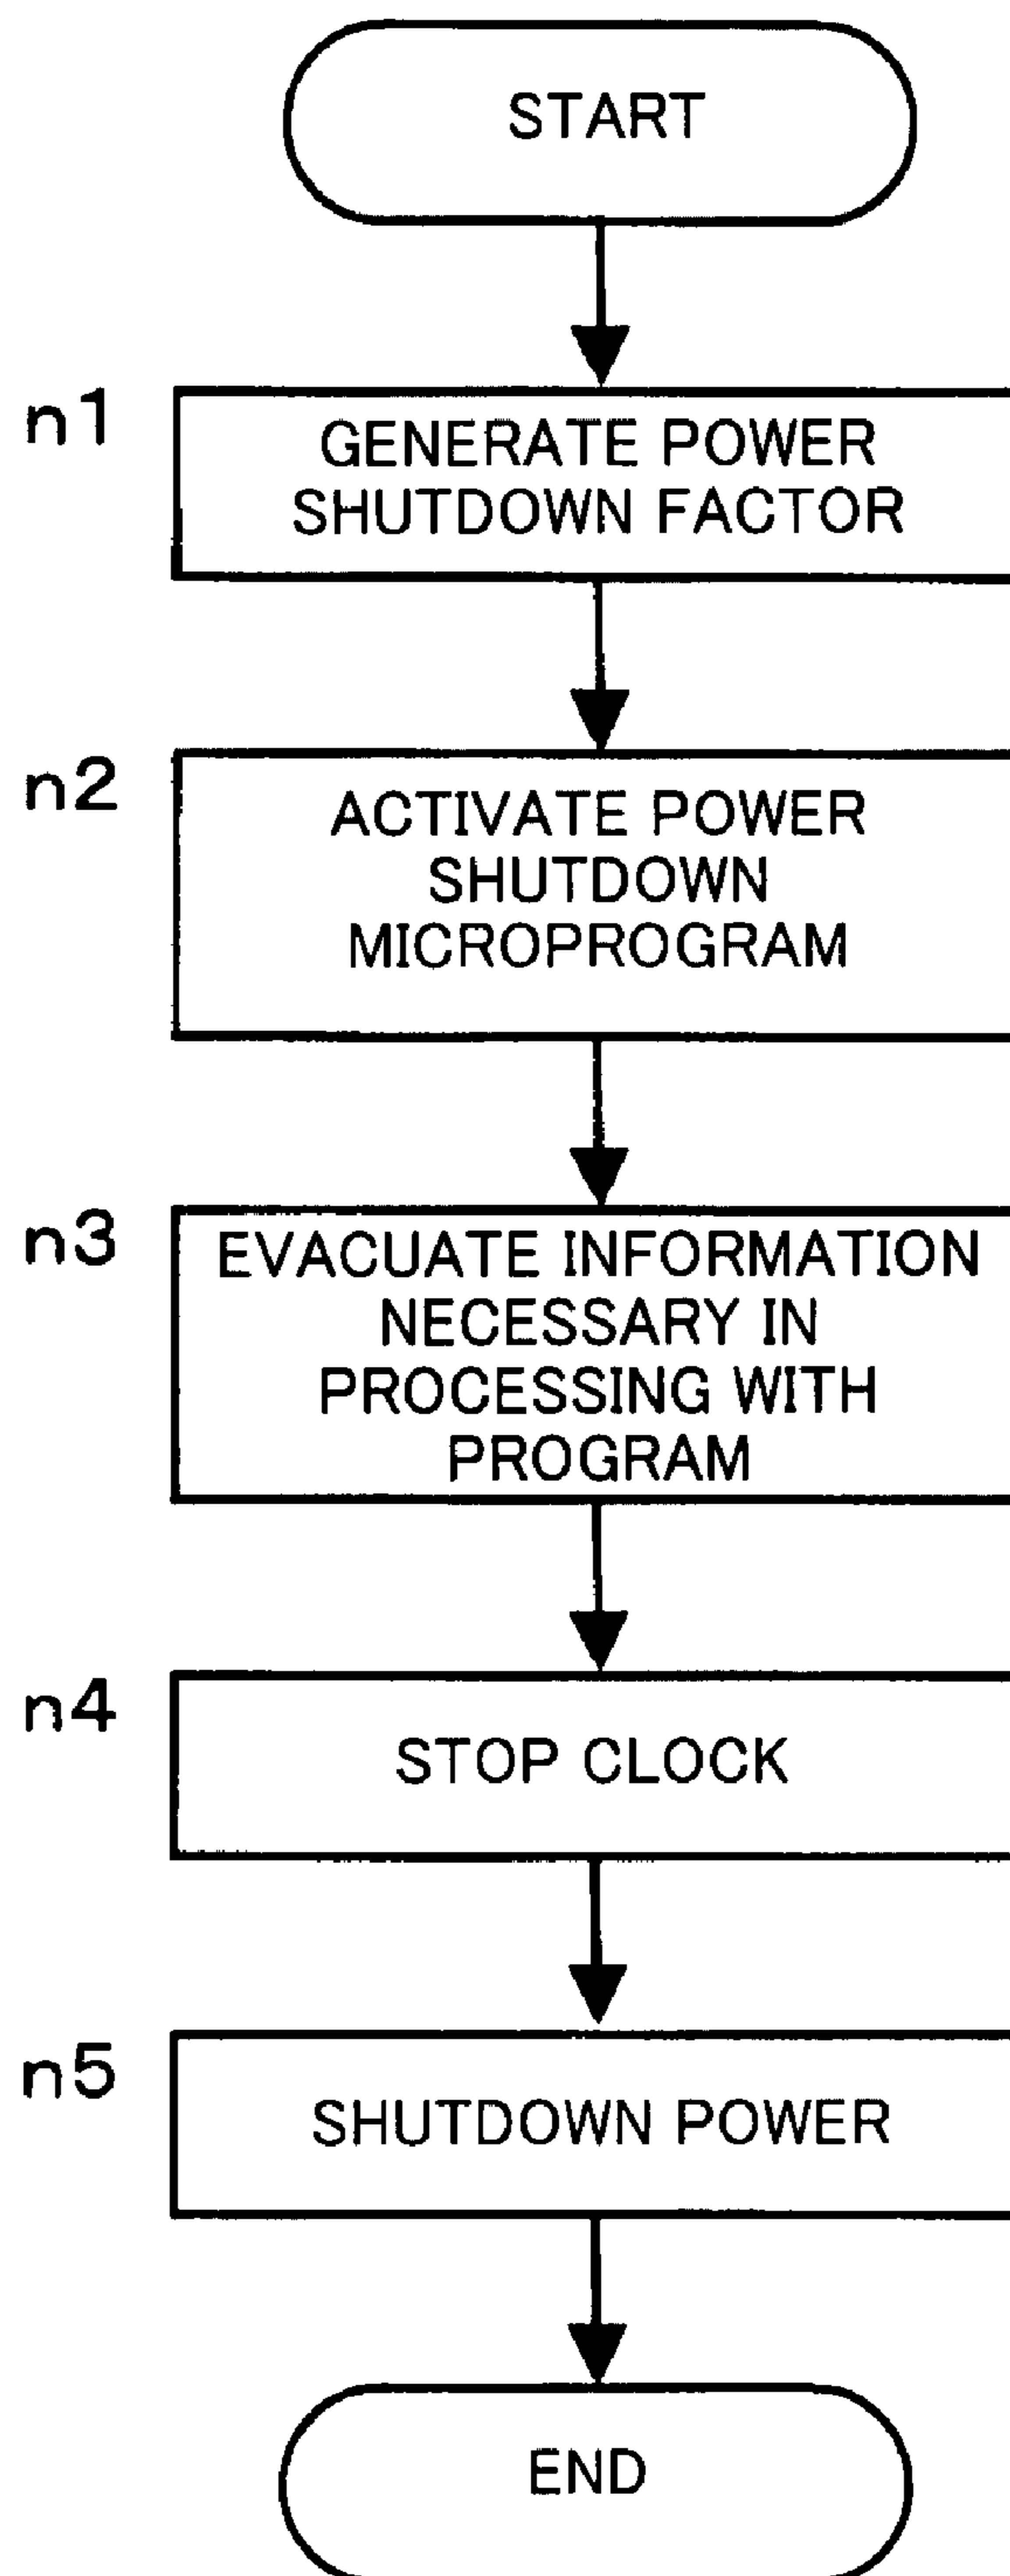 START
n1
GENERATE POWER
SHUTDOWN FACTOR
n2
ACTIVATE POWER
SHUTDOWN
MICROPROGRAM
n3
EVACUATE INFORMATION
NECESSARY IN
PROCESSING WITH
PROGRAM
n4
STOP CLOCK
n5
SHUTDOWN POWER
END